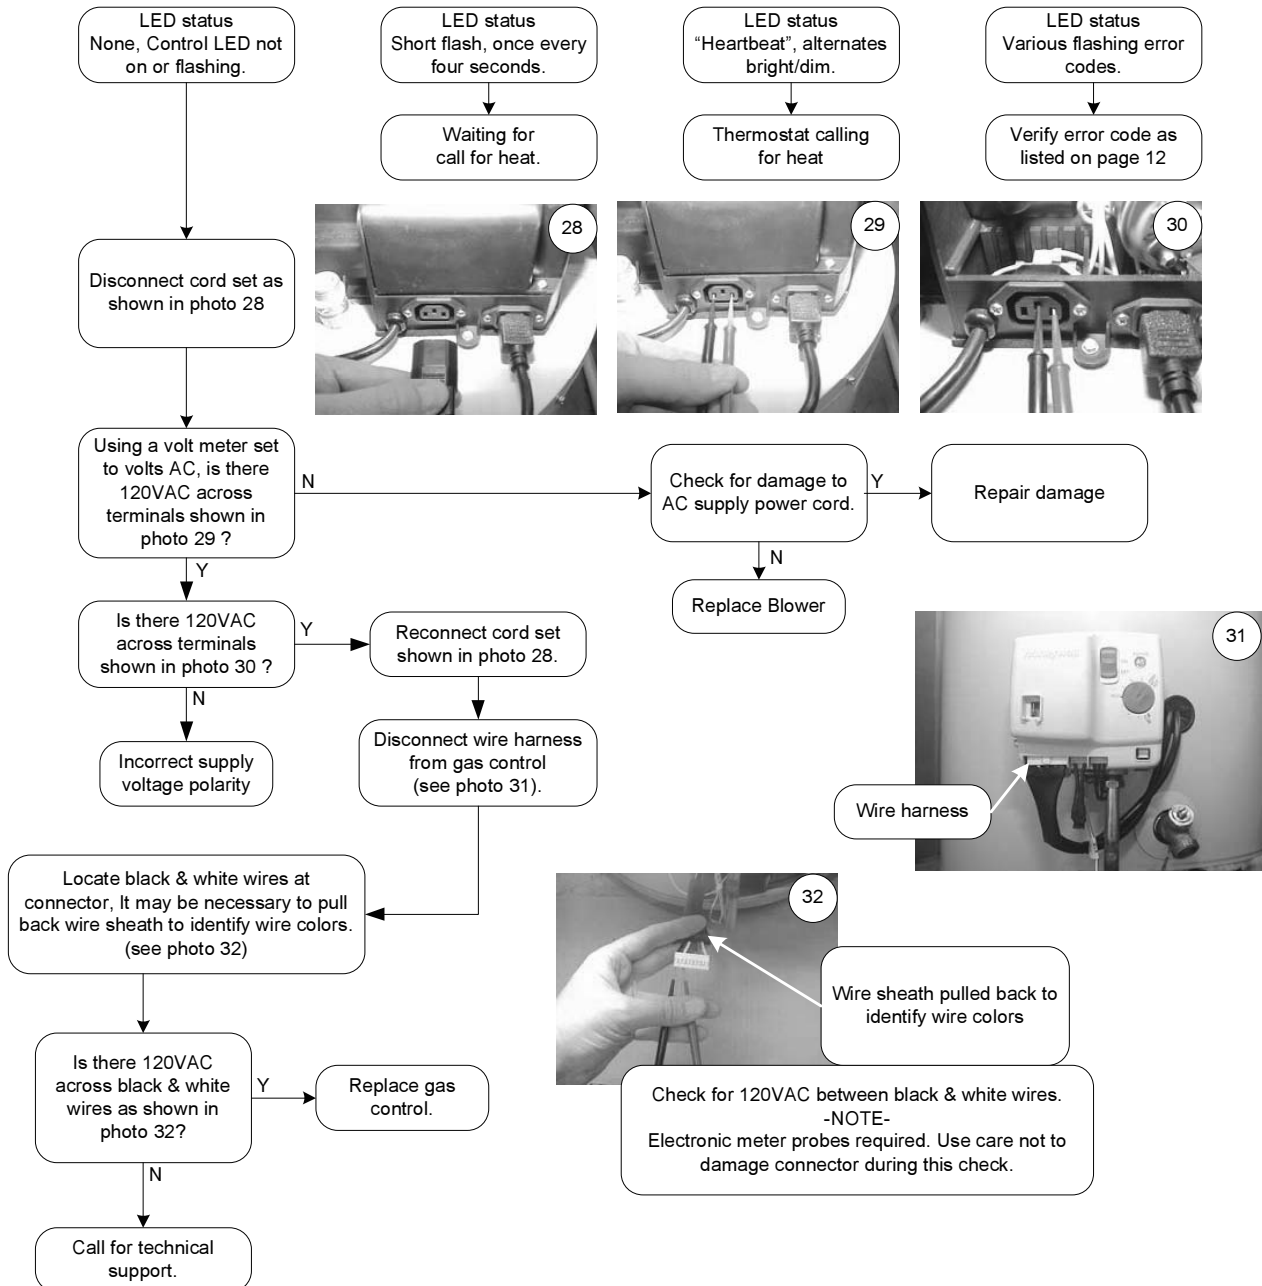 LED status
None, Control LED not
on or flashing.
LED status
Short flash, once every
four seconds.
LED status
“Heartbeat”, alternates
bright/dim.
LED status
Various flashing error
codes.
Waiting for
call for heat.
Thermostat calling
for heat
Verify error code as
listed on page 12
28
29
30
Disconnect cord set as
shown in photo 28
Using a volt meter set
to volts AC, is there
120VAC across
terminals shown in
photo 29 ?
N
Check for damage to
AC supply power cord.
Y
Repair damage
Y
N
Replace Blower
Is there 120VAC
across terminals
shown in photo 30 ?
Y
Reconnect cord set
shown in photo 28.
N
Incorrect supply
voltage polarity
Disconnect wire harness
from gas control
(see photo 31).
31
Wire harness
Locate black & white wires at
connector, It may be necessary to pull
back wire sheath to identify wire colors.
(see photo 32)
32
Wire sheath pulled back to
identify wire colors
Is there 120VAC
across black & white
wires as shown in
photo 32?
Y
Replace gas
control.
Check for 120VAC between black & white wires.
-NOTE-
Electronic meter probes required. Use care not to
damage connector during this check.
N
Call for technical
support.